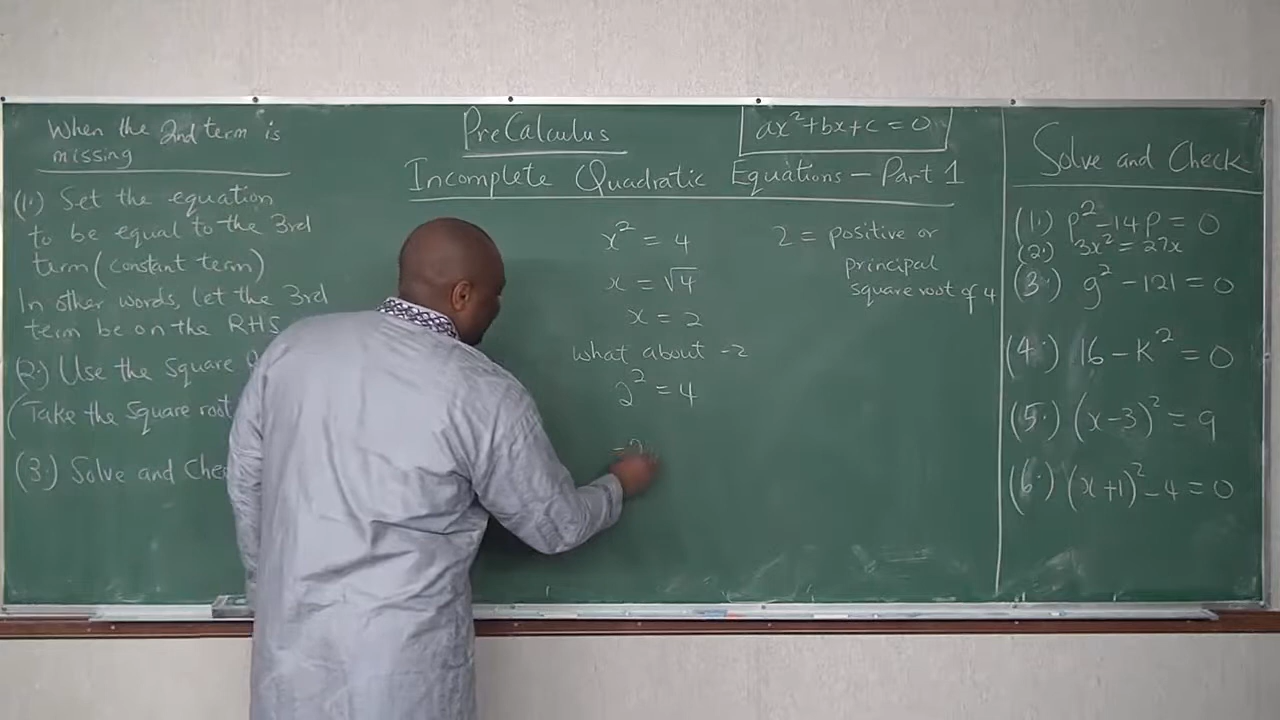 When the 2nd term is
missing
(1.) Set the equation
to be equal to the 3rd
term (constant term)
In other words, let the 3rd
term be on the RHS
(2.) Use the Square
(Take the Square root
(3.) Solve and
PreCalculus
ax²+bx+c = 0
Incomplete Quadratic Equations – Part 1
x² = 4
x = √4
x = 2
what about -2
2² = 4
-2
2 = positive or
principal
square root of 4
Solve and Check
(1.) p² – 14p = 0
(2.) 3x² = 27x
(3.) g² – 121 = 0
(4.) 16 – K² = 0
(5.) (x–3)² = 9
(6.) (x+1)² – 4 = 0